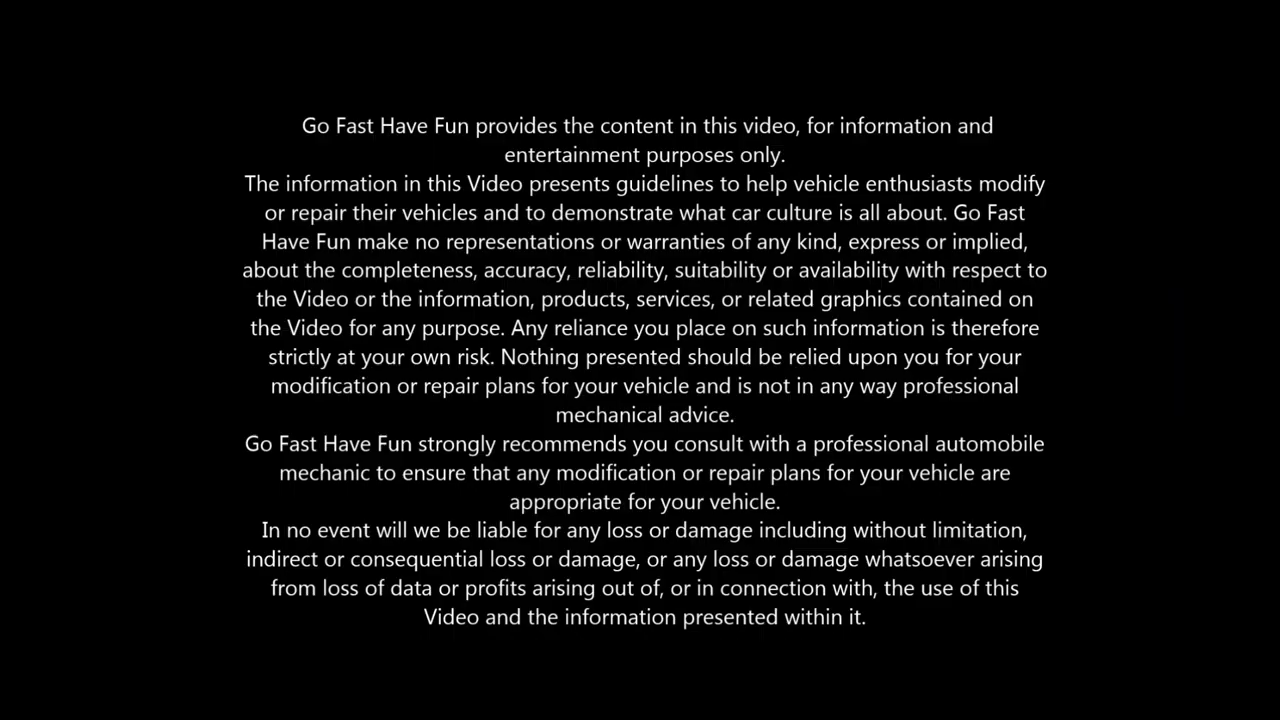 Go Fast Have Fun provides the content in this video, for information and
entertainment purposes only.
The information in this Video presents guidelines to help vehicle enthusiasts modify
or repair their vehicles and to demonstrate what car culture is all about. Go Fast
Have Fun make no representations or warranties of any kind, express or implied,
about the completeness, accuracy, reliability, suitability or availability with respect to
the Video or the information, products, services, or related graphics contained on
the Video for any purpose. Any reliance you place on such information is therefore
strictly at your own risk. Nothing presented should be relied upon you for your
modification or repair plans for your vehicle and is not in any way professional
mechanical advice.
Go Fast Have Fun strongly recommends you consult with a professional automobile
mechanic to ensure that any modification or repair plans for your vehicle are
appropriate for your vehicle.
In no event will we be liable for any loss or damage including without limitation,
indirect or consequential loss or damage, or any loss or damage whatsoever arising
from loss of data or profits arising out of, or in connection with, the use of this
Video and the information presented within it.